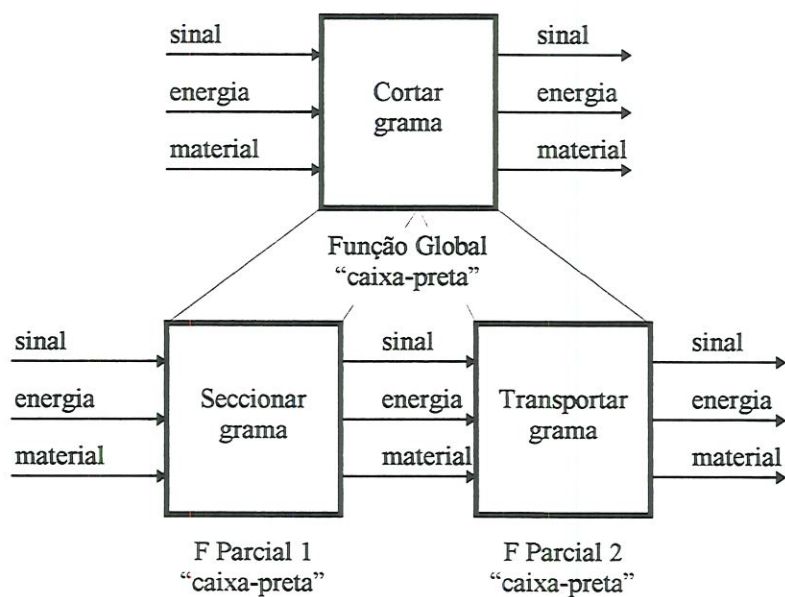 sinal
energia
material
Cortar
grama
sinal
energia
material
Função Global
“caixa-preta”
sinal
energia
material
Seccionar
grama
sinal
energia
material
Transportar
grama
sinal
energia
material
F Parcial 1
“caixa-preta”
F Parcial 2
“caixa-preta”